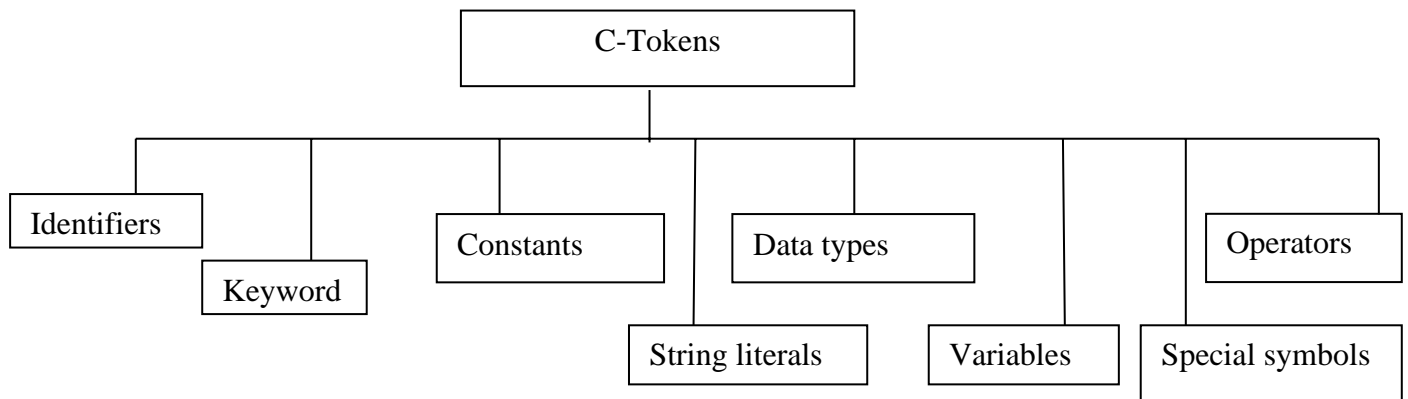 C-Tokens
Identifiers
Keyword
Constants
String literals
Data types
Variables
Special symbols
Operators